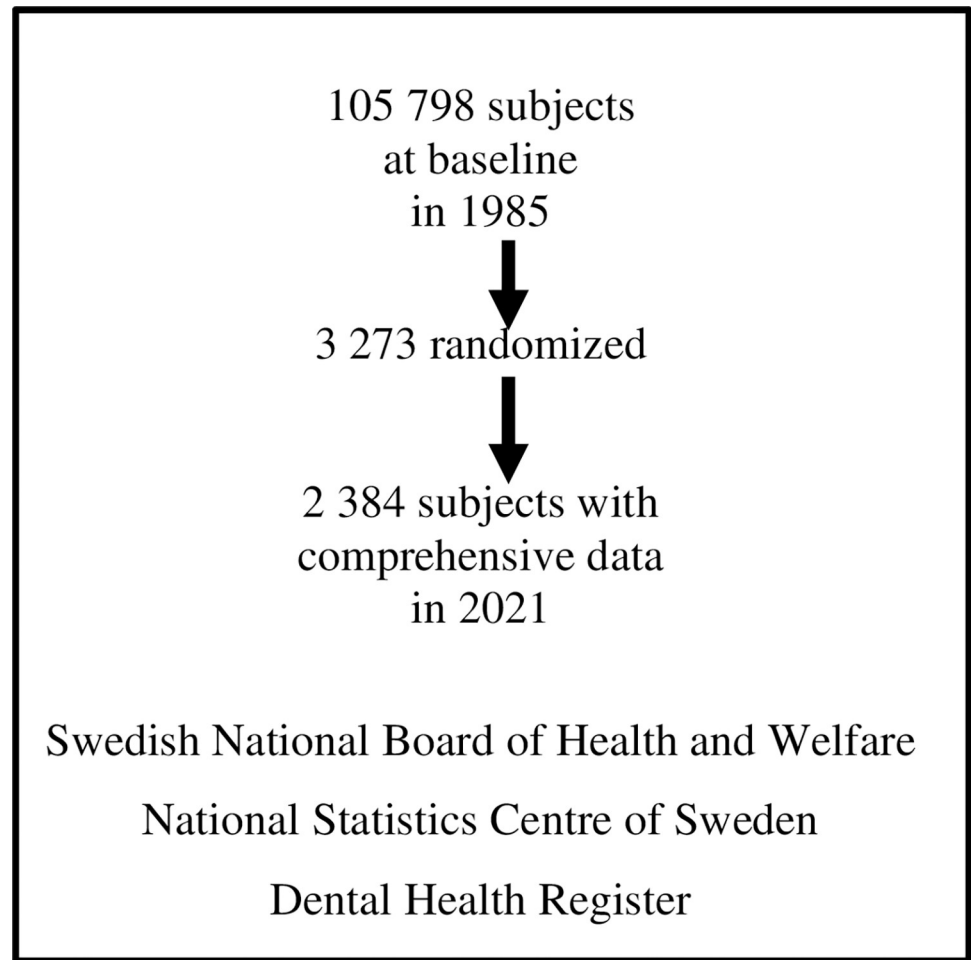 105 798 subjects
at baseline
in 1985
3 273 randomized
2 384 subjects with
comprehensive data
in 2021
Swedish National Board of Health and Welfare
National Statistics Centre of Sweden
Dental Health Register